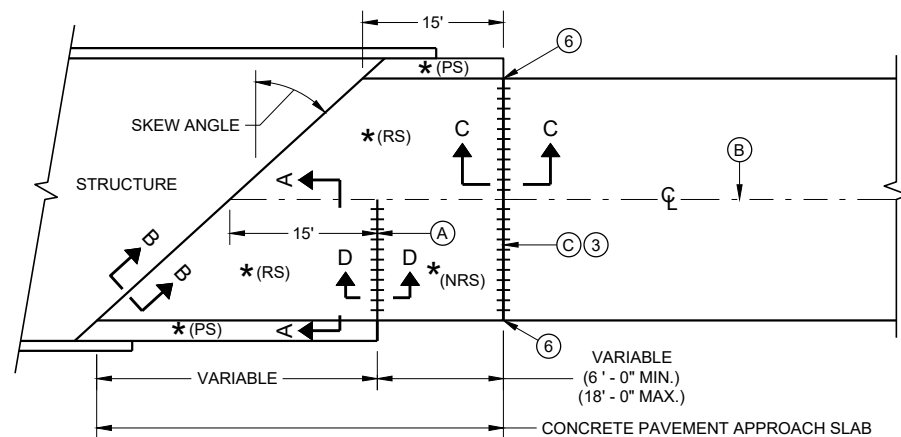 15'
6
*(PS)
SKEW ANGLE
*(RS)
C C
B
STRUCTURE
A
℄
15'
A
B
D D
C 3
*(RS)
*(NRS)
B
*(PS)
A
6
VARIABLE
VARIABLE
(6 ' - 0" MIN.)
(18' - 0" MAX.)
CONCRETE PAVEMENT APPROACH SLAB